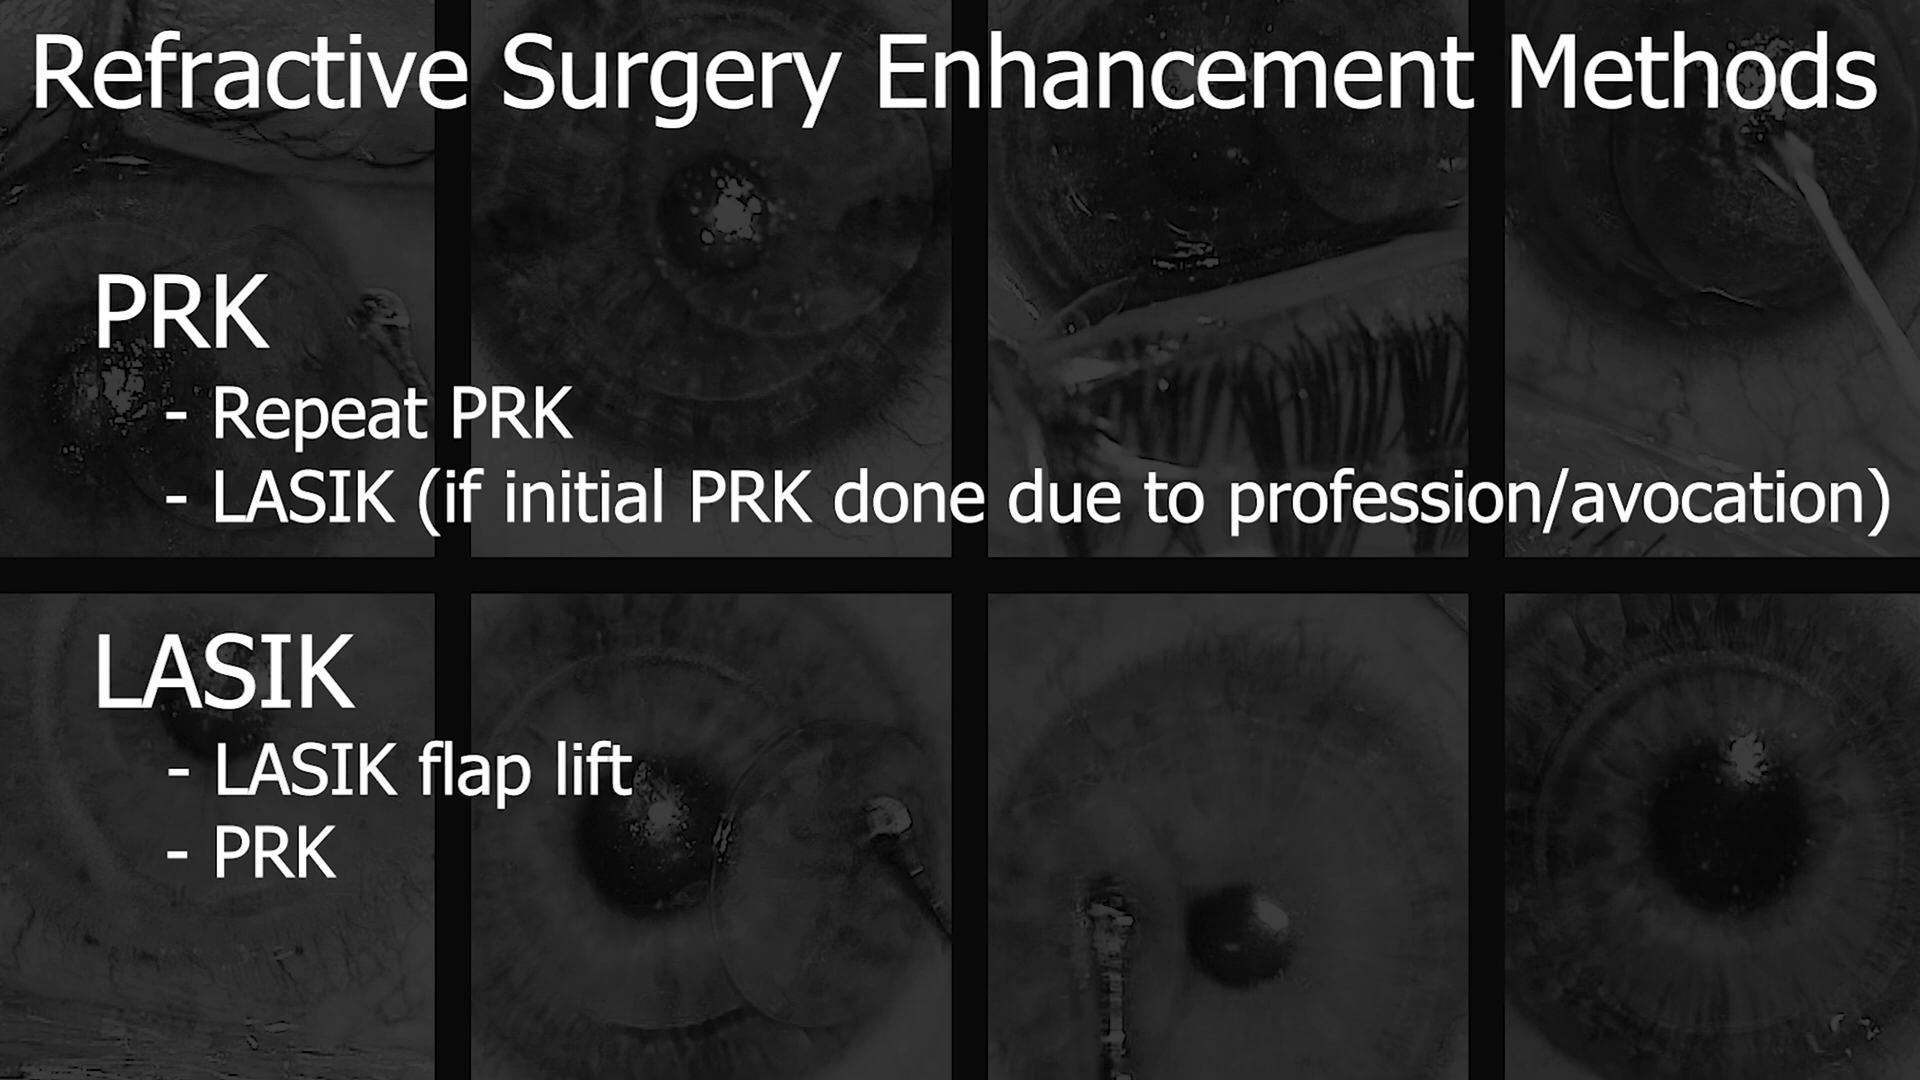 Refractive Surgery Enhancement Methods
PRK
- Repeat PRK
- LASIK (if initial PRK done due to profession/avocation)
LASIK
- LASIK flap lift
- PRK